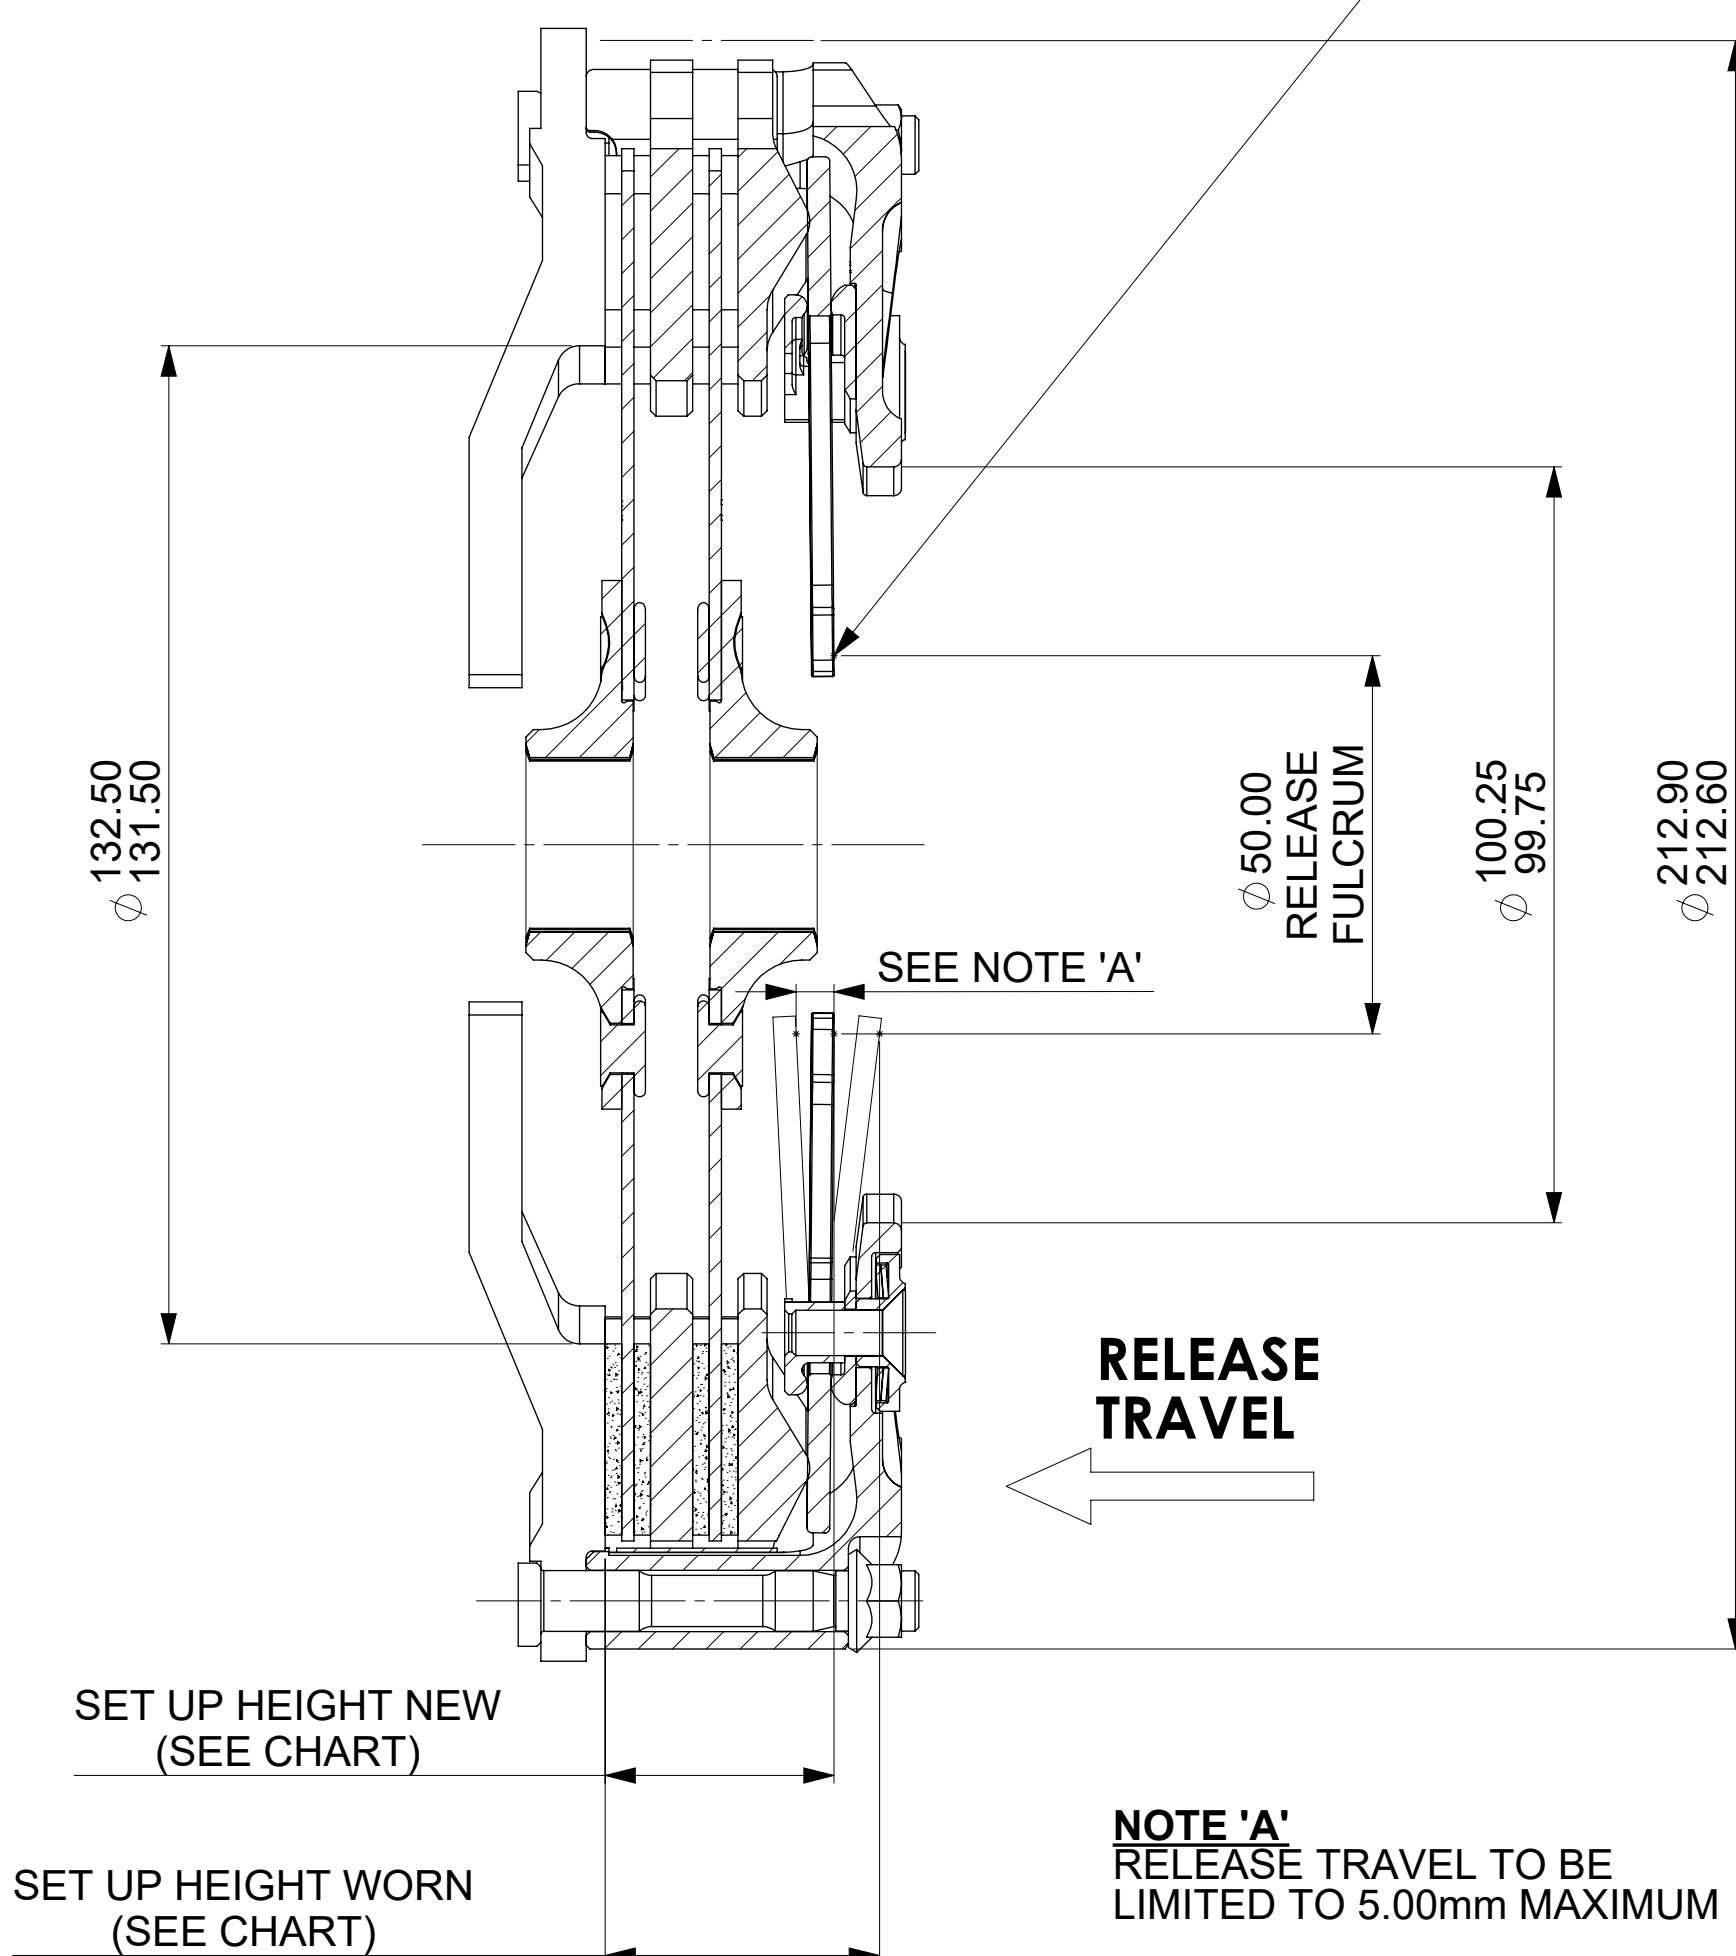 ⌀ 132.50
131.50
⌀ 50.00
RELEASE
FULCRUM
⌀ 100.25
99.75
⌀ 212.90
212.60
SEE NOTE 'A'
RELEASE
TRAVEL
SET UP HEIGHT NEW
(SEE CHART)
SET UP HEIGHT WORN
(SEE CHART)
NOTE 'A'
RELEASE TRAVEL TO BE
LIMITED TO 5.00mm MAXIMUM